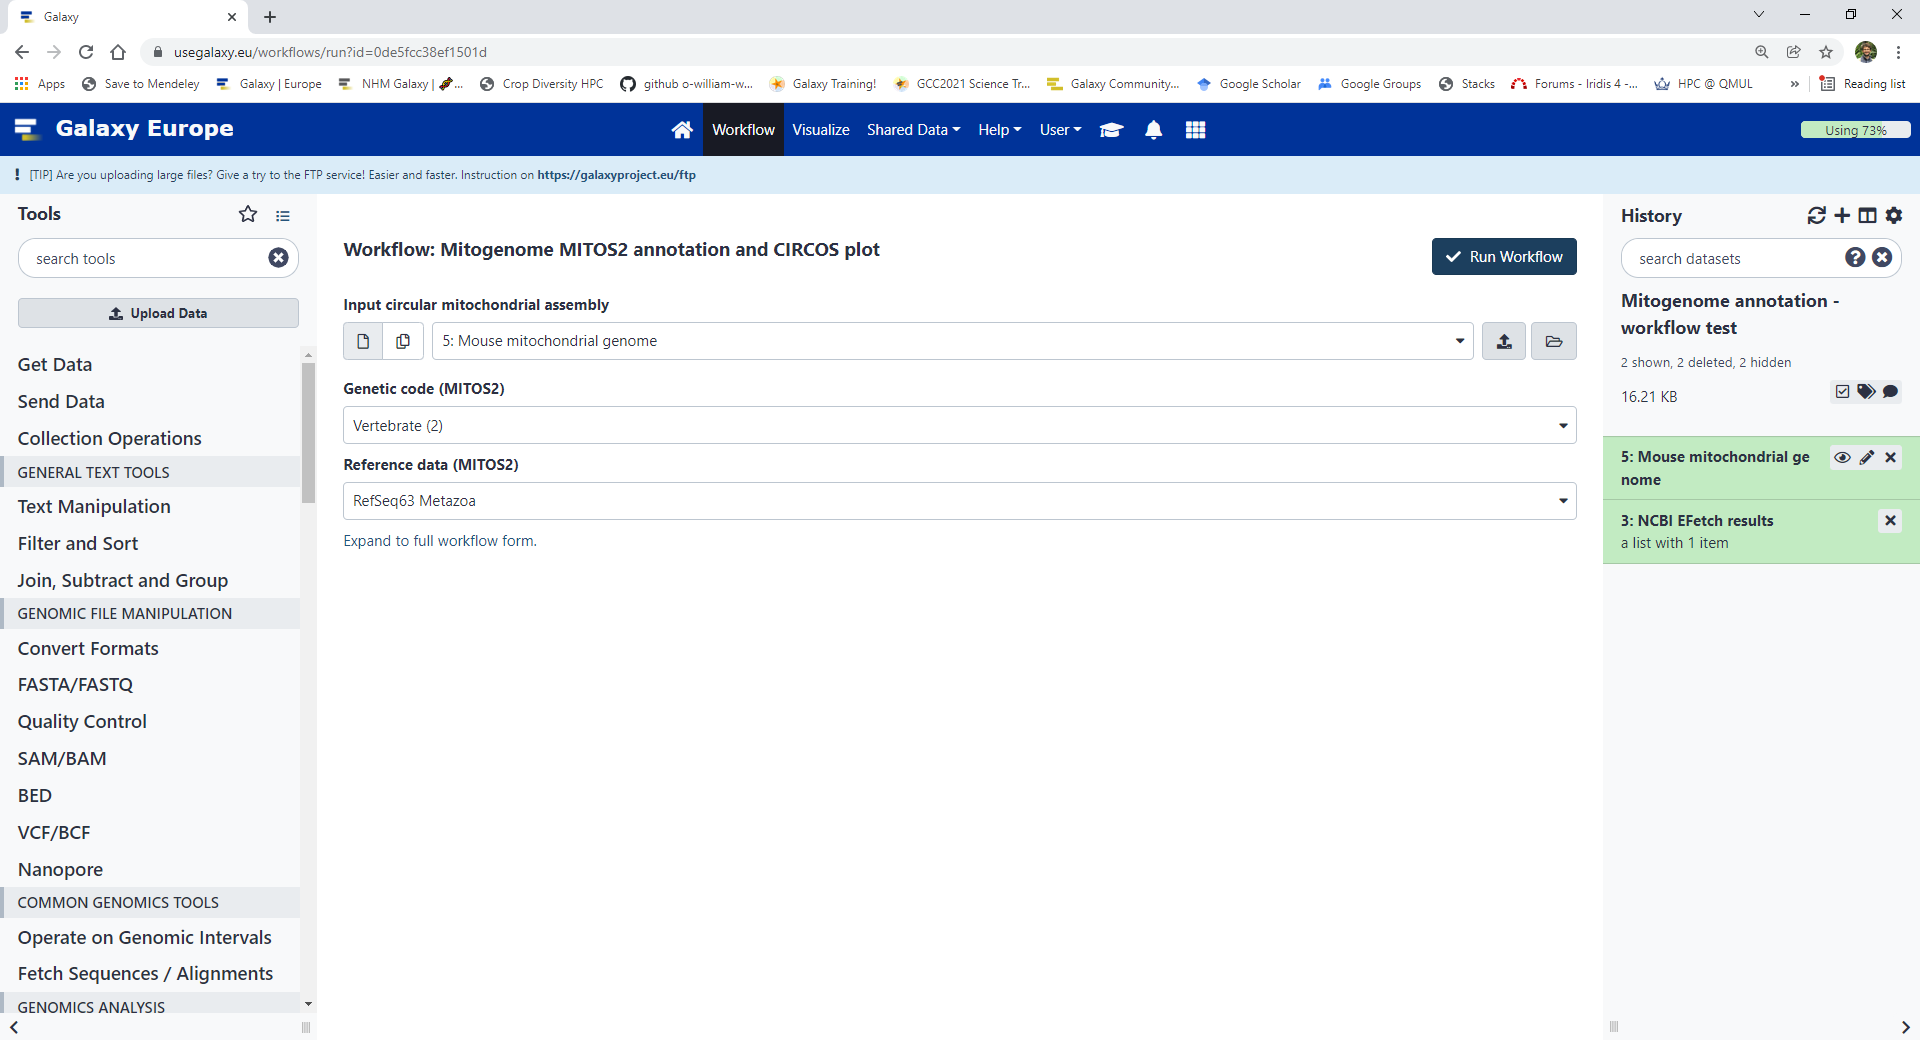 Galaxy
usegalaxy.eu/workflows/run?id=0de5fcc38ef1501d
Apps
Save to Mendeley
Galaxy | Europe
NHM Galaxy | ...
Crop Diversity HPC
github o-william-w...
Galaxy Training!
GCC2021 Science Tr...
Galaxy Community...
Google Scholar
Google Groups
Stacks
Forums - Iridis 4 -...
HPC @ QMUL
»
Reading list
Galaxy Europe
Workflow
Visualize
Shared Data
Help
User
Using 73%
[TIP] Are you uploading large files? Give a try to the FTP service! Easier and faster. Instruction on https://galaxyproject.eu/ftp
Tools
search tools
Upload Data
Get Data
Send Data
Collection Operations
GENERAL TEXT TOOLS
Text Manipulation
Filter and Sort
Join, Subtract and Group
GENOMIC FILE MANIPULATION
Convert Formats
FASTA/FASTQ
Quality Control
SAM/BAM
BED
VCF/BCF
Nanopore
COMMON GENOMICS TOOLS
Operate on Genomic Intervals
Fetch Sequences / Alignments
GENOMICS ANALYSIS
Workflow: Mitogenome MITOS2 annotation and CIRCOS plot
Run Workflow
Input circular mitochondrial assembly
5: Mouse mitochondrial genome
Genetic code (MITOS2)
Vertebrate (2)
Reference data (MITOS2)
RefSeq63 Metazoa
Expand to full workflow form.
History
search datasets
Mitogenome annotation -
workflow test
2 shown, 2 deleted, 2 hidden
16.21 KB
5: Mouse mitochondrial ge
nome
3: NCBI EFetch results
a list with 1 item